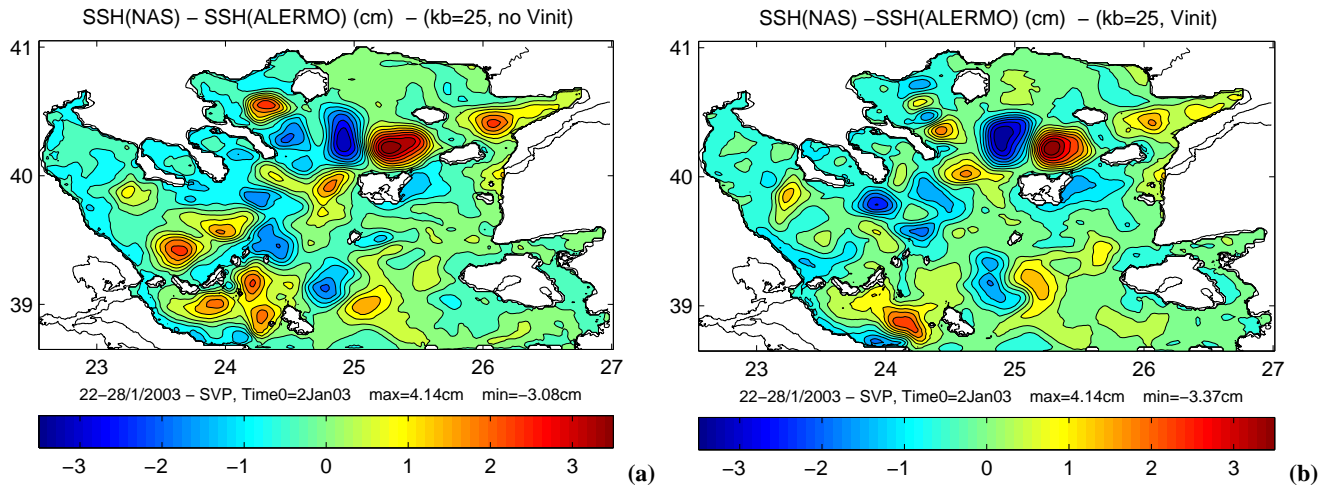 SSH(NAS) − SSH(ALERMO) (cm) − (kb=25, no Vinit)
41
40
39
23 24 25 26 27
22−28/1/2003 − SVP, Time0=2Jan03 max=4.14cm min=−3.08cm
−3 −2 −1 0 1 2 3
(a)
SSH(NAS) −SSH(ALERMO) (cm) − (kb=25, Vinit)
41
40
39
23 24 25 26 27
22−28/1/2003 − SVP, Time0=2Jan03 max=4.14cm min=−3.37cm
−3 −2 −1 0 1 2 3
(b)